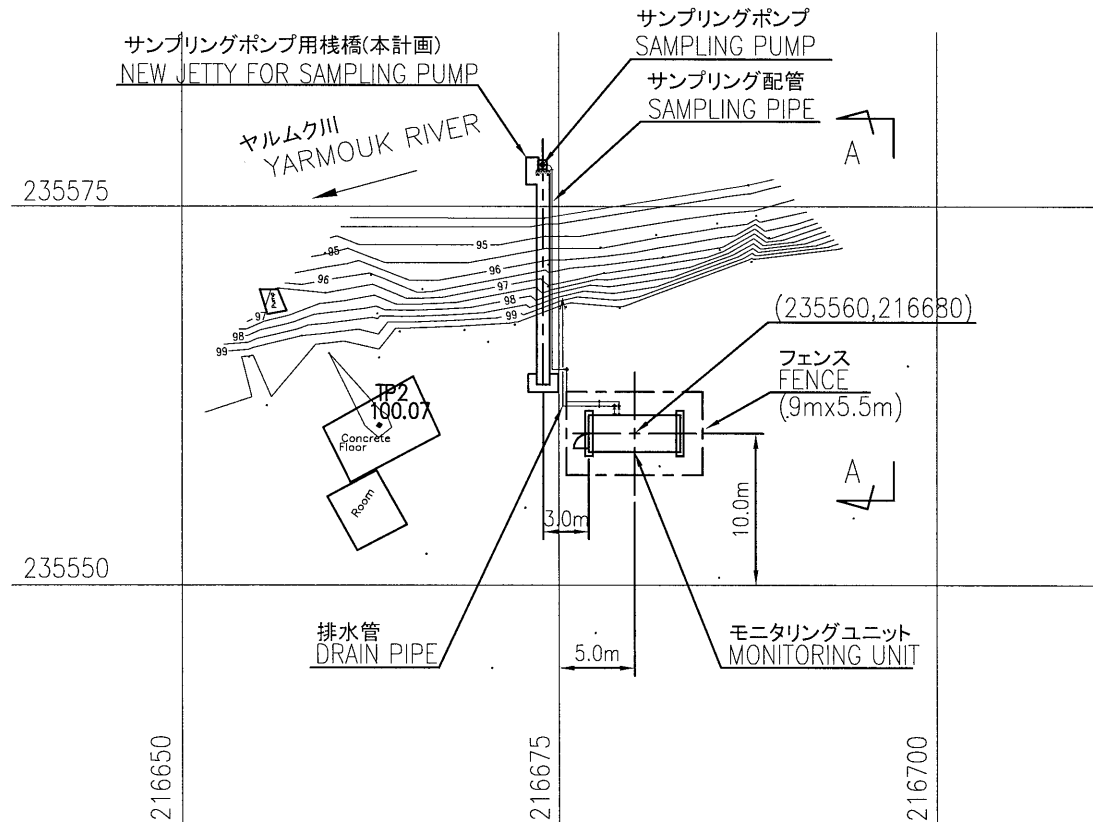 サンプリングポンプ
SAMPLING PUMP
サンプリングポンプ用桟橋(本計画)
NEW JETTY FOR SAMPLING PUMP
サンプリング配管
SAMPLING PIPE
ヤルムク川
YARMOUK RIVER
A
235575
95
95
96
96
97
97
98
98
99
99
(235560,216680)
フェンス
FENCE
(9mx5.5m)
TP2
100.07
Concrete
Floor
Room
A
3.0m
10.0m
235550
排水管
DRAIN PIPE
5.0m
モニタリングユニット
MONITORING UNIT
216650
216675
216700